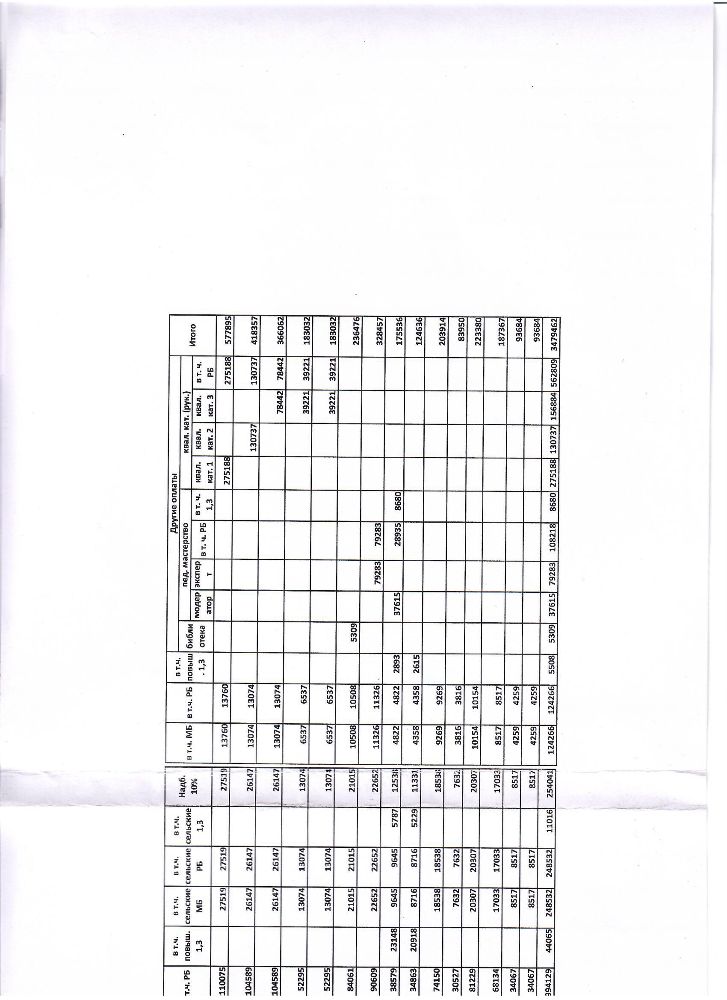 т.ч. РБ | в т.ч. повыш. 1,3 | в т.ч. сельские МБ | в т.ч. сельские РБ | в т.ч. сельские 1,3 | Надб. 10% | в т.ч. МБ | в т.ч. РБ | в т.ч. повыш. 1,3 | Другие оплаты | Итого
библиотека | пед. мастерство | квал. кат. (рук.)
модератор | эксперт | в т. ч. РБ | в т. ч. 1,3 | квал. кат. 1 | квал. кат. 2 | квал. кат. 3 | в т. ч. РБ
110075 | | 27519 | 27519 | | 27519 | 13760 | 13760 | | | | | | | 275188 | | | 275188 | 577895
104589 | | 26147 | 26147 | | 26147 | 13074 | 13074 | | | | | | | | 130737 | | 130737 | 418357
104589 | | 26147 | 26147 | | 26147 | 13074 | 13074 | | | | | | | | | 78442 | 78442 | 366062
52295 | | 13074 | 13074 | | 13074 | 6537 | 6537 | | | | | | | | | 39221 | 39221 | 183032
52295 | | 13074 | 13074 | | 13074 | 6537 | 6537 | | | | | | | | | 39221 | 39221 | 183032
84061 | | 21015 | 21015 | | 21015 | 10508 | 10508 | | 5309 | | | | | | | | | 236476
90609 | | 22652 | 22652 | | 22652 | 11326 | 11326 | | | | 79283 | 79283 | | | | | | 328457
38579 | 23148 | 9645 | 9645 | 5787 | 12538 | 4822 | 4822 | 2893 | | 37615 | | 28935 | 8680 | | | | | 175536
34863 | 20918 | 8716 | 8716 | 5229 | 11331 | 4358 | 4358 | 2615 | | | | | | | | | | 124636
74150 | | 18538 | 18538 | | 18538 | 9269 | 9269 | | | | | | | | | | | 203914
30527 | | 7632 | 7632 | | 7632 | 3816 | 3816 | | | | | | | | | | | 83950
81229 | | 20307 | 20307 | | 20307 | 10154 | 10154 | | | | | | | | | | | 223380
68134 | | 17033 | 17033 | | 17033 | 8517 | 8517 | | | | | | | | | | | 187367
34067 | | 8517 | 8517 | | 8517 | 4259 | 4259 | | | | | | | | | | | 93684
34067 | | 8517 | 8517 | | 8517 | 4259 | 4259 | | | | | | | | | | | 93684
994129 | 44065 | 248532 | 248532 | 11016 | 254041 | 124266 | 124266 | 5508 | 5309 | 37615 | 79283 | 108218 | 8680 | 275188 | 130737 | 156884 | 562809 | 3479462